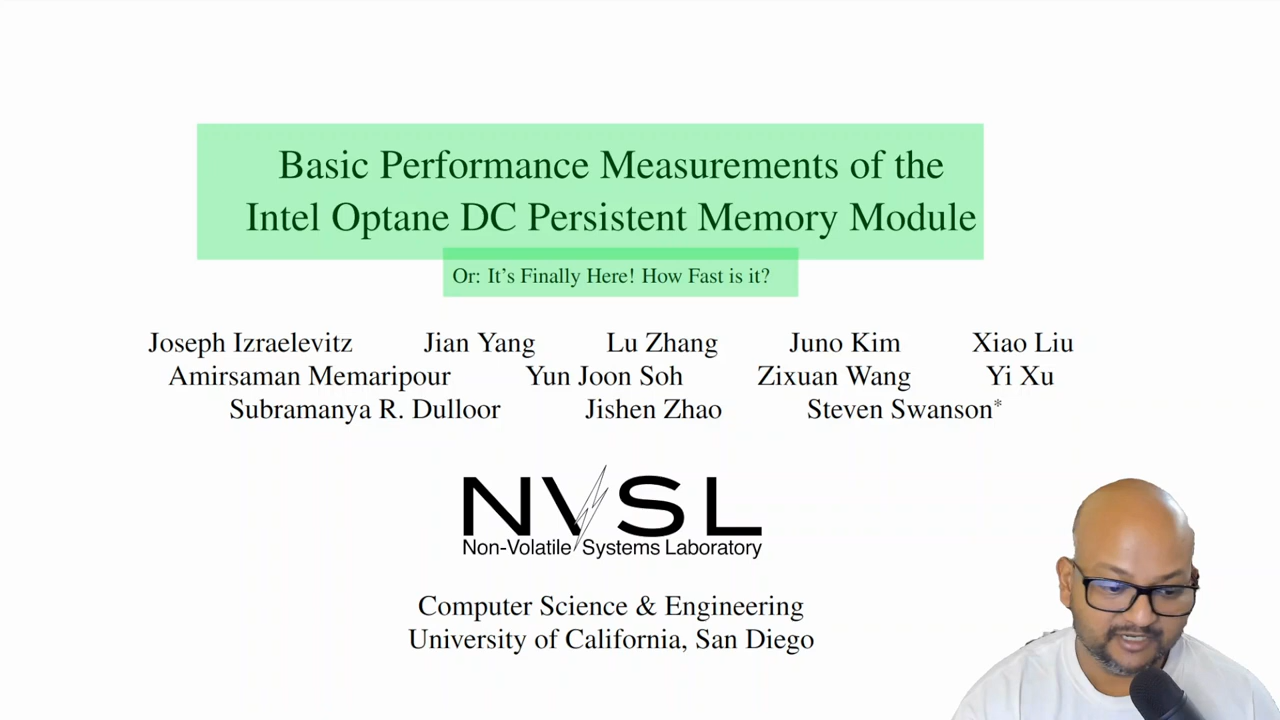 Basic Performance Measurements of the
Intel Optane DC Persistent Memory Module
Or: It's Finally Here! How Fast is it?
Joseph Izraelevitz Jian Yang Lu Zhang Juno Kim Xiao Liu
Amirsaman Memaripour Yun Joon Soh Zixuan Wang Yi Xu
Subramanya R. Dulloor Jishen Zhao Steven Swanson*
NVSL
Non-Volatile Systems Laboratory
Computer Science & Engineering
University of California, San Diego